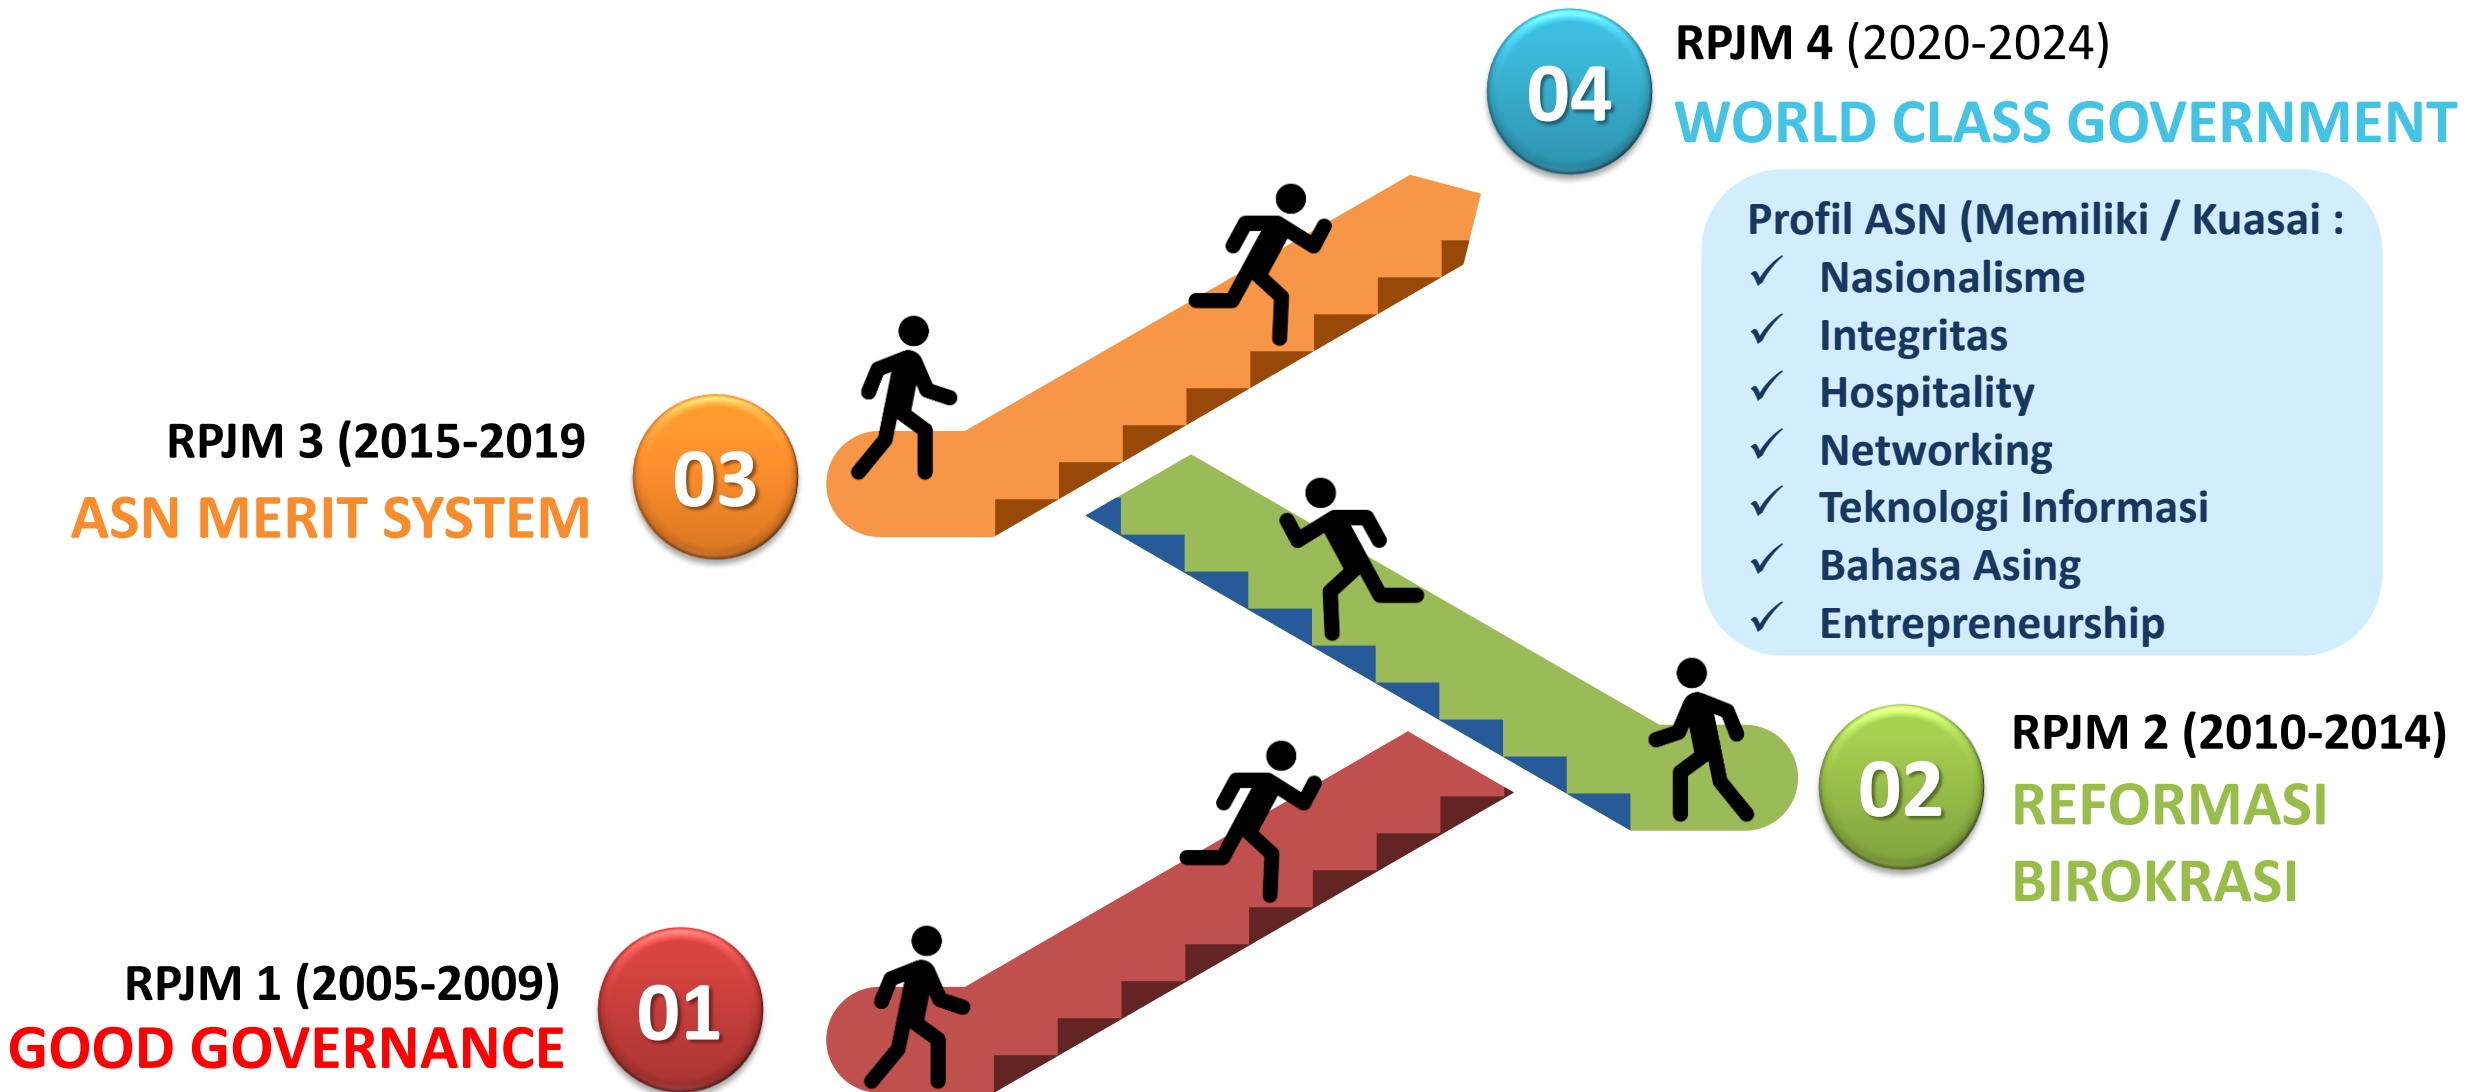 04
RPJM 4 (2020-2024)
WORLD CLASS GOVERNMENT
Profil ASN (Memiliki / Kuasai :
✓ Nasionalisme
✓ Integritas
✓ Hospitality
✓ Networking
✓ Teknologi Informasi
✓ Bahasa Asing
✓ Entrepreneurship
RPJM 3 (2015-2019
ASN MERIT SYSTEM
03
02
RPJM 2 (2010-2014)
REFORMASI
BIROKRASI
RPJM 1 (2005-2009)
GOOD GOVERNANCE
01